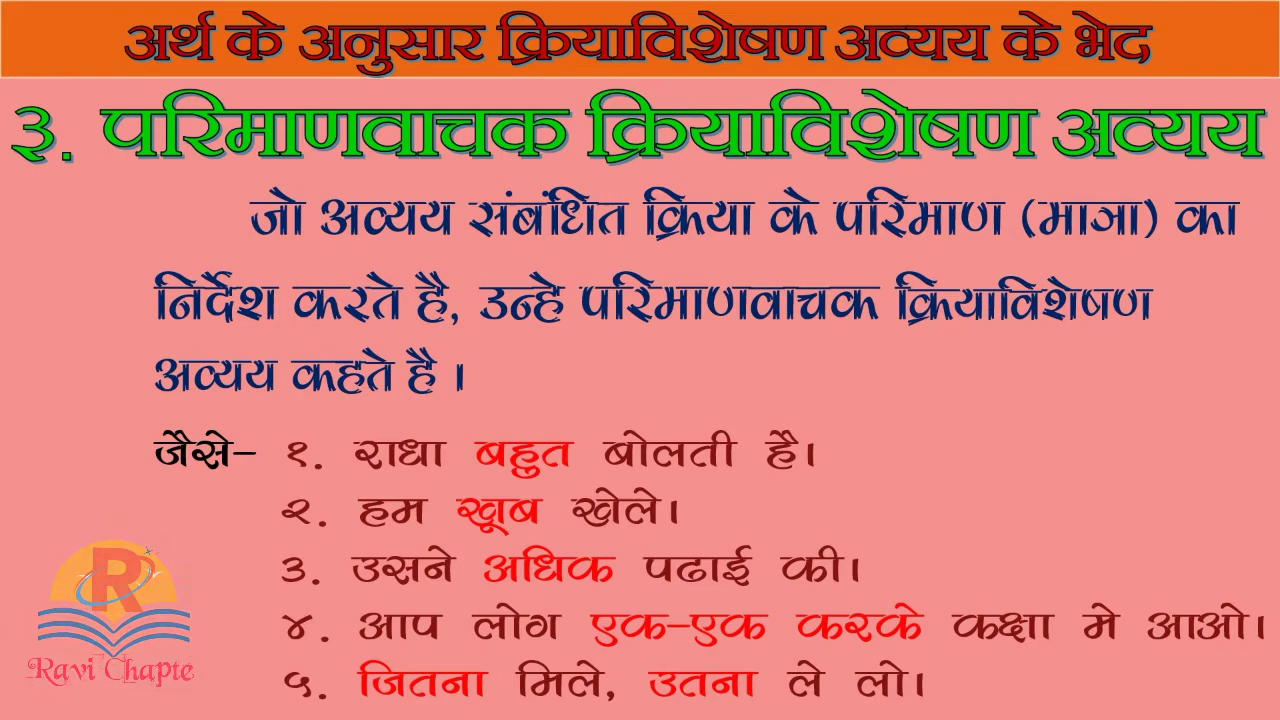 अर्थ के अनुसार क्रियाविशेषण अव्यय के भेद
३. परिमाणवाचक क्रियाविशेषण अव्यय
जो अव्यय संबंधित क्रिया के परिमाण (मात्रा) का
निर्देश करते है, उन्हे परिमाणवाचक क्रियाविशेषण
अव्यय कहते है ।
जैसे- १. राधा बहुत बोलती है।
२. हम खूब खेले।
३. उसने अधिक पढाई की।
४. आप लोग एक-एक करके कक्षा मे आओ।
५. जितना मिले, उतना ले लो।
R
Ravi Chapte